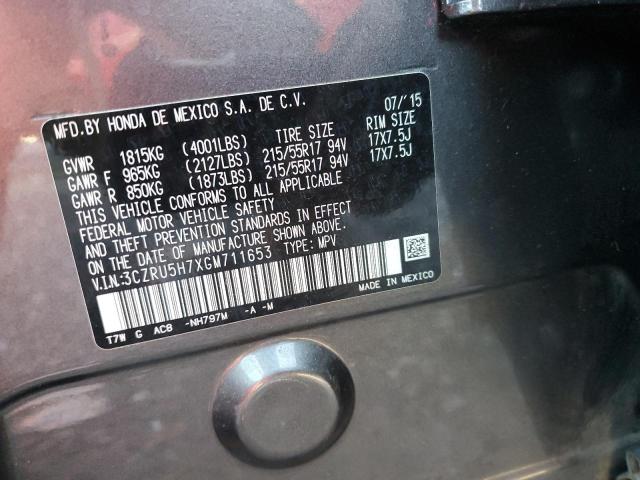 MFD.BY HONDA DE MEXICO S.A. DE C.V. 07/'15
TIRE SIZE RIM SIZE
GVWR 1815KG (4001LBS)
GAWR F 965KG (2127LBS) 215/55R17 94V 17X7.5J
GAWR R 850KG (1873LBS) 215/55R17 94V 17X7.5J
THIS VEHICLE CONFORMS TO ALL APPLICABLE
FEDERAL MOTOR VEHICLE SAFETY
AND THEFT PREVENTION STANDARDS IN EFFECT
ON THE DATE OF MANUFACTURE SHOWN ABOVE.
V.I.N.:3CZRU5H7XGM711653 TYPE: MPV
MADE IN MEXICO
T7W G AC8 -NH797M -A -M